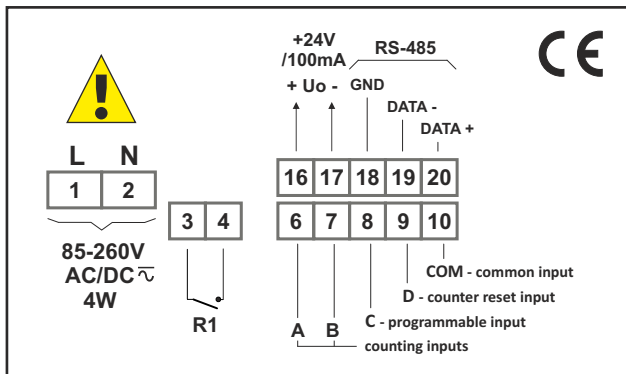 +24V
/100mA
RS-485
CE
+ Uo -
GND
DATA -
DATA +
L N
1 2
16 17 18 19 20
3 4
6 7 8 9 10
85-260V
AC/DC
4W
R1
COM - common input
D - counter reset input
C - programmable input
A B
counting inputs